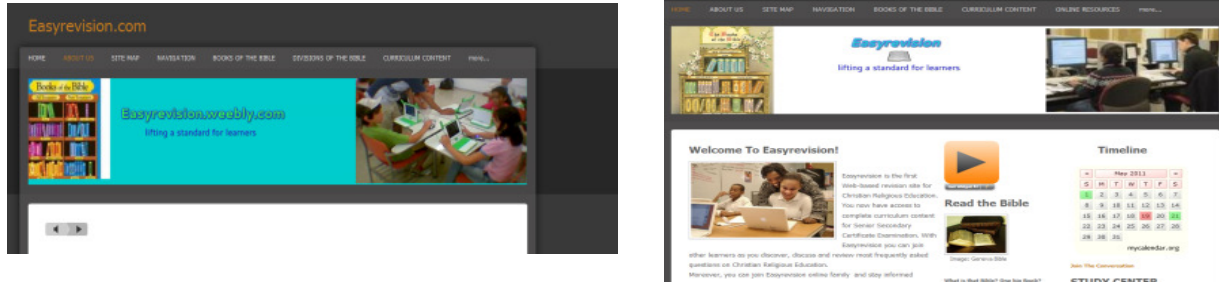 Easyrevision.com
HOME ABOUT US SITE MAP NAVIGATION BOOKS OF THE BIBLE DIVISIONS OF THE BIBLE CURRICULUM CONTENT more...
Books of the Bible
Easyrevision.weebly.com
lifting a standard for learners
HOME ABOUT US SITE MAP NAVIGATION BOOKS OF THE BIBLE CURRICULUM CONTENT ONLINE RESOURCES more...
Easyrevision
lifting a standard for learners
Welcome To Easyrevision!
Easyrevision is the first
Web-based revision site for
Christian Religious Education.
You now have access to
complete curriculum content
for Senior Secondary
Certificate Examination. With
Easyrevision you can join
other learners as you discover, discuss and review most frequently asked
questions on Christian Religious Education.
Moreover, you can join Easyrevision online family and stay informed
Read the Bible
Image: Geneva Bible
Timeline
« May 2011 »
S M T W T F S
1 2 3 4 5 6 7
8 9 10 11 12 13 14
15 16 17 18 19 20 21
22 23 24 25 26 27 28
29 30 31
mycalendar.org
Join The Conversation
STUDY CENTER